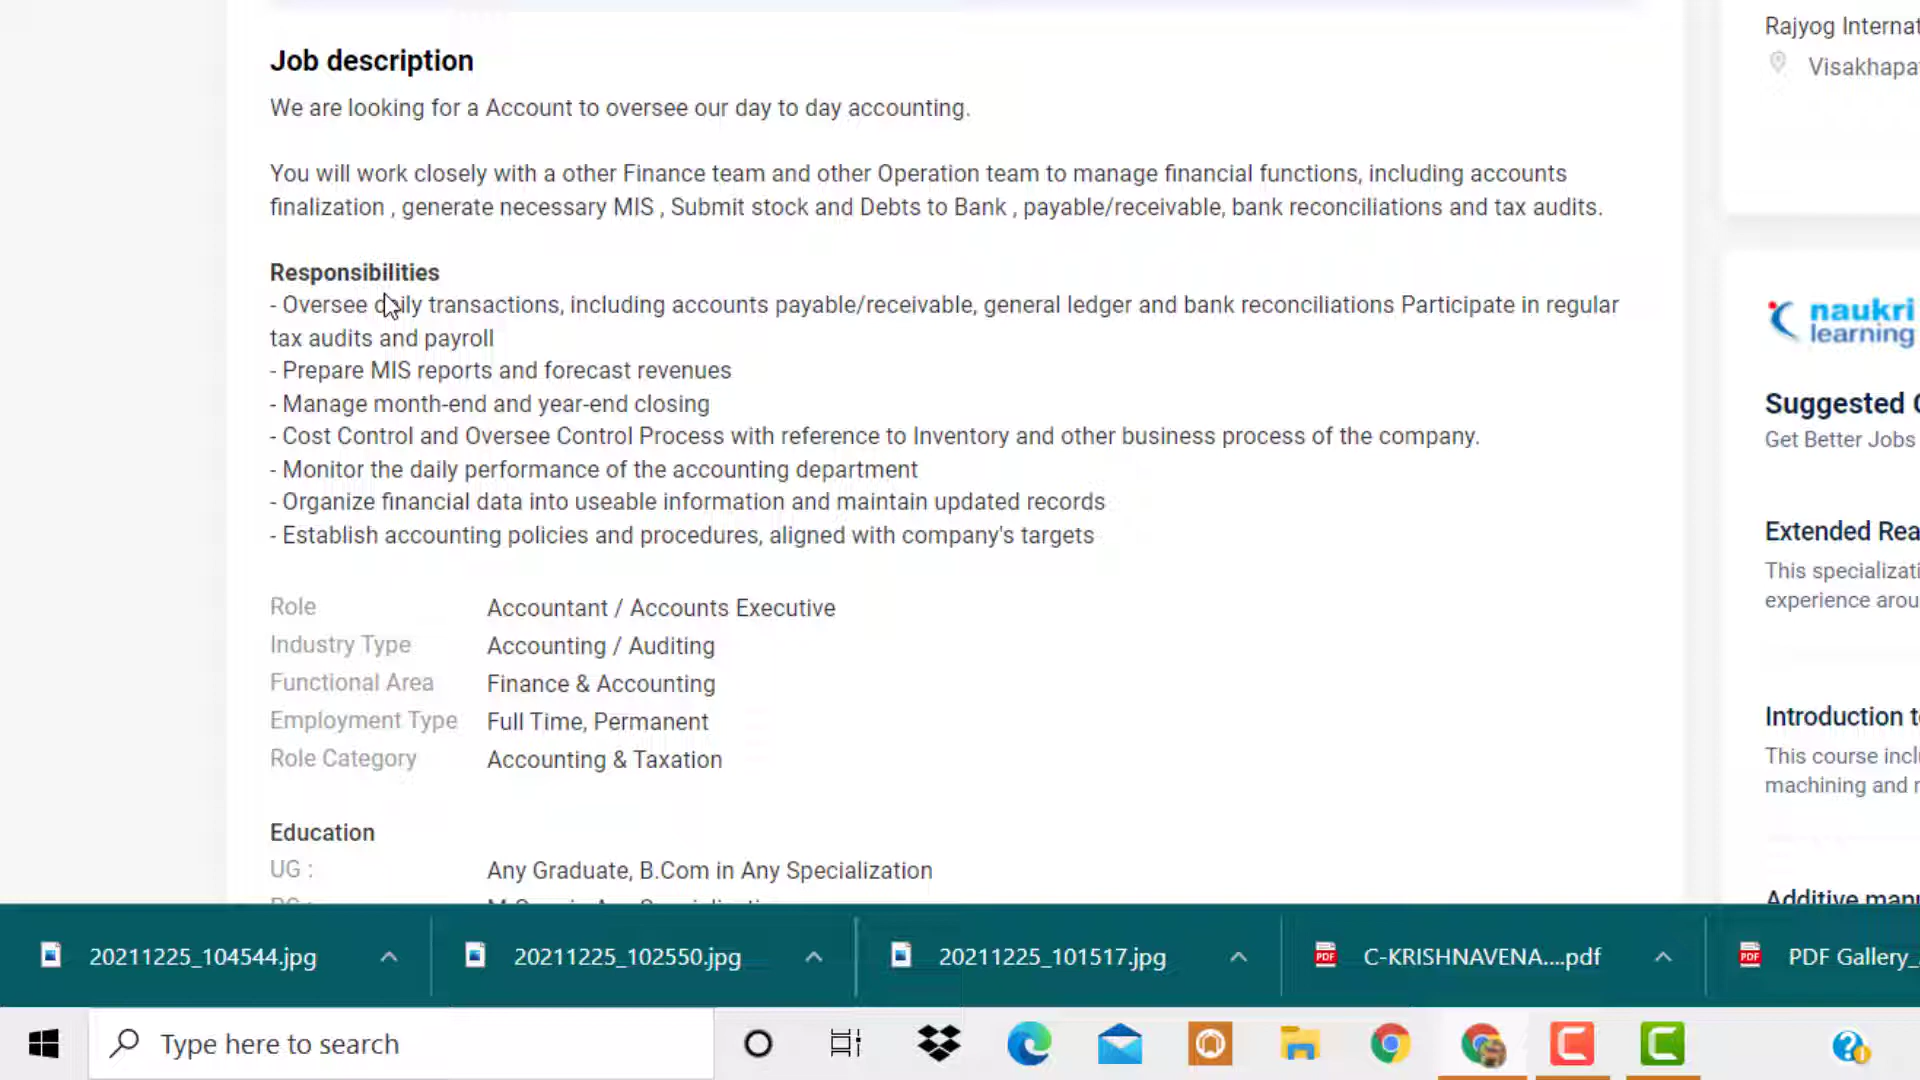 Job description
We are looking for a Account to oversee our day to day accounting.
You will work closely with a other Finance team and other Operation team to manage financial functions, including accounts
finalization , generate necessary MIS , Submit stock and Debts to Bank , payable/receivable, bank reconciliations and tax audits.
Responsibilities
- Oversee daily transactions, including accounts payable/receivable, general ledger and bank reconciliations Participate in regular
tax audits and payroll
- Prepare MIS reports and forecast revenues
- Manage month-end and year-end closing
- Cost Control and Oversee Control Process with reference to Inventory and other business process of the company.
- Monitor the daily performance of the accounting department
- Organize financial data into useable information and maintain updated records
- Establish accounting policies and procedures, aligned with company's targets
Role Accountant / Accounts Executive
Industry Type Accounting / Auditing
Functional Area Finance & Accounting
Employment Type Full Time, Permanent
Role Category Accounting & Taxation
Education
UG : Any Graduate, B.Com in Any Specialization
Rajyog Internat
Visakhapa
naukri
learning
Suggested
Get Better Jobs
Extended Rea
This specializati
experience arou
Introduction t
This course incl
machining and
Additive man
20211225_104544.jpg
20211225_102550.jpg
20211225_101517.jpg
C-KRISHNAVENA....pdf
PDF Gallery_
Type here to search